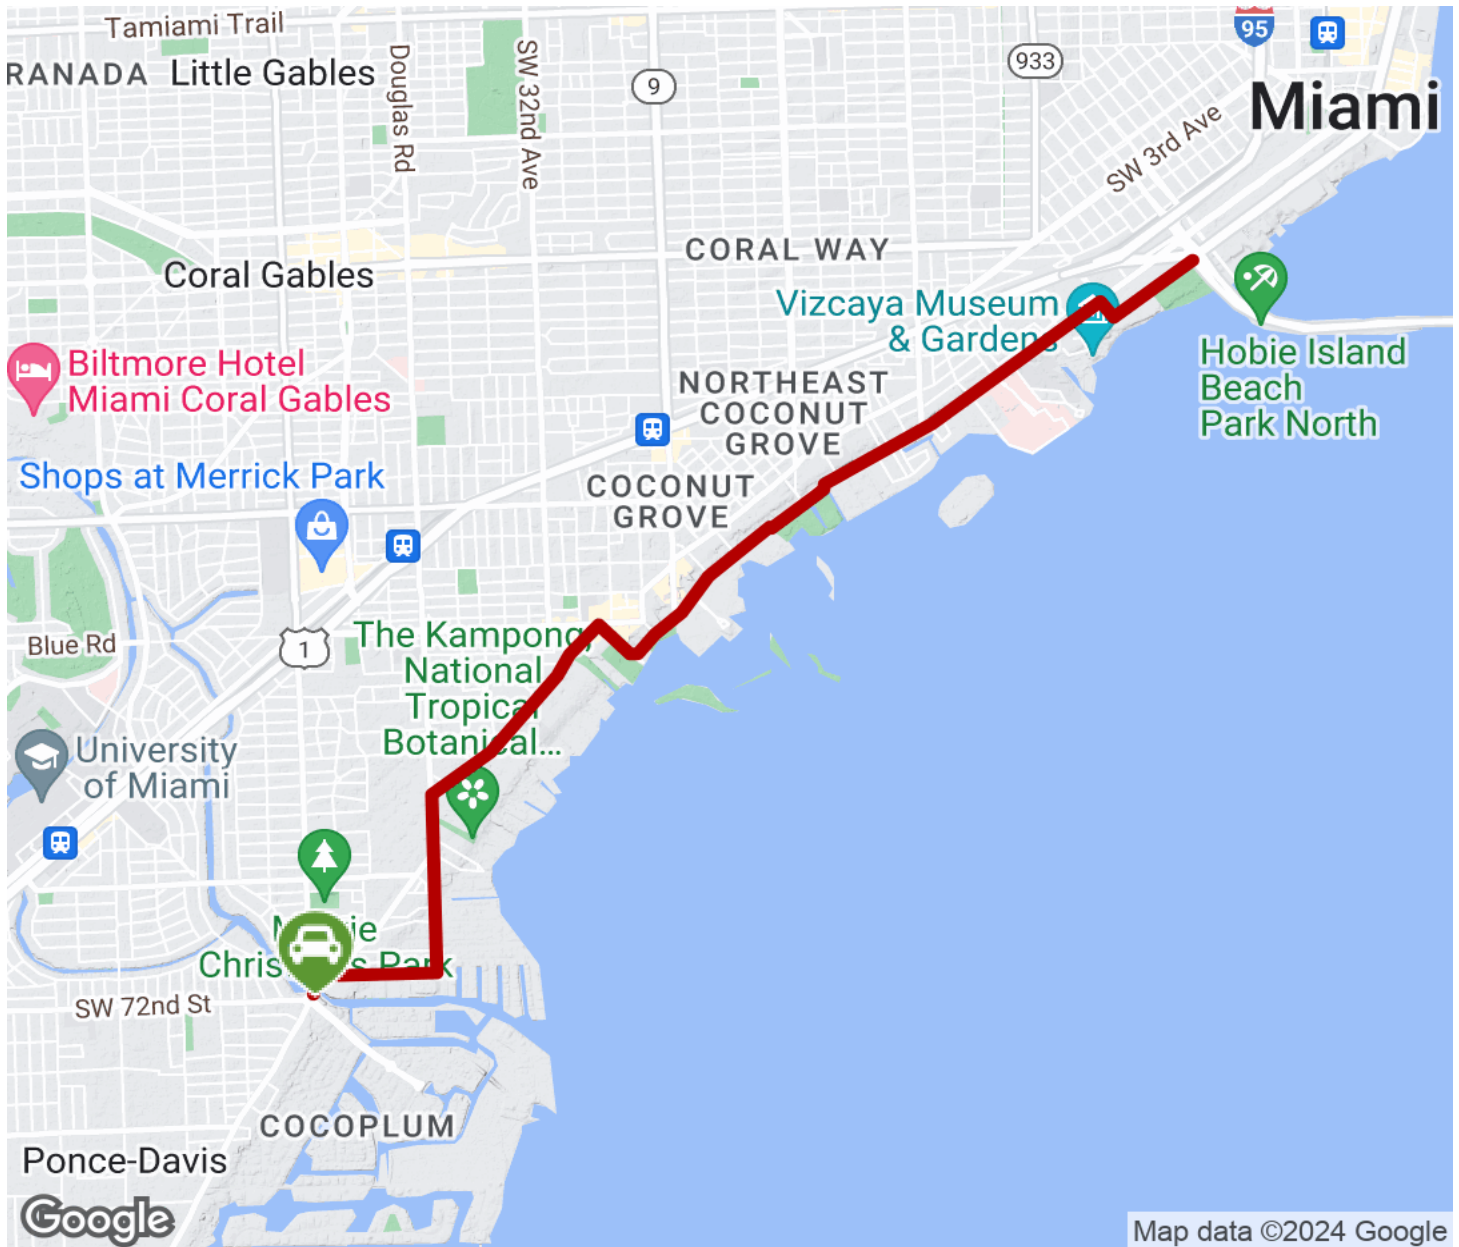 Tamiami Trail
RANADA
Little Gables
Douglas Rd
SW 32nd Ave
9
933
95
Miami
SW 3rd Ave
CORAL WAY
Coral Gables
Vizcaya Museum
& Gardens
Hobie Island
Beach
Park North
Biltmore Hotel
Miami Coral Gables
NORTHEAST
COCONUT
GROVE
Shops at Merrick Park
COCONUT
GROVE
Blue Rd
1
The Kampong,
National
Tropical
Botanical...
University
of Miami
Park
SW 72nd St
COCOPLUM
Ponce-Davis
Google
Map data ©2024 Google